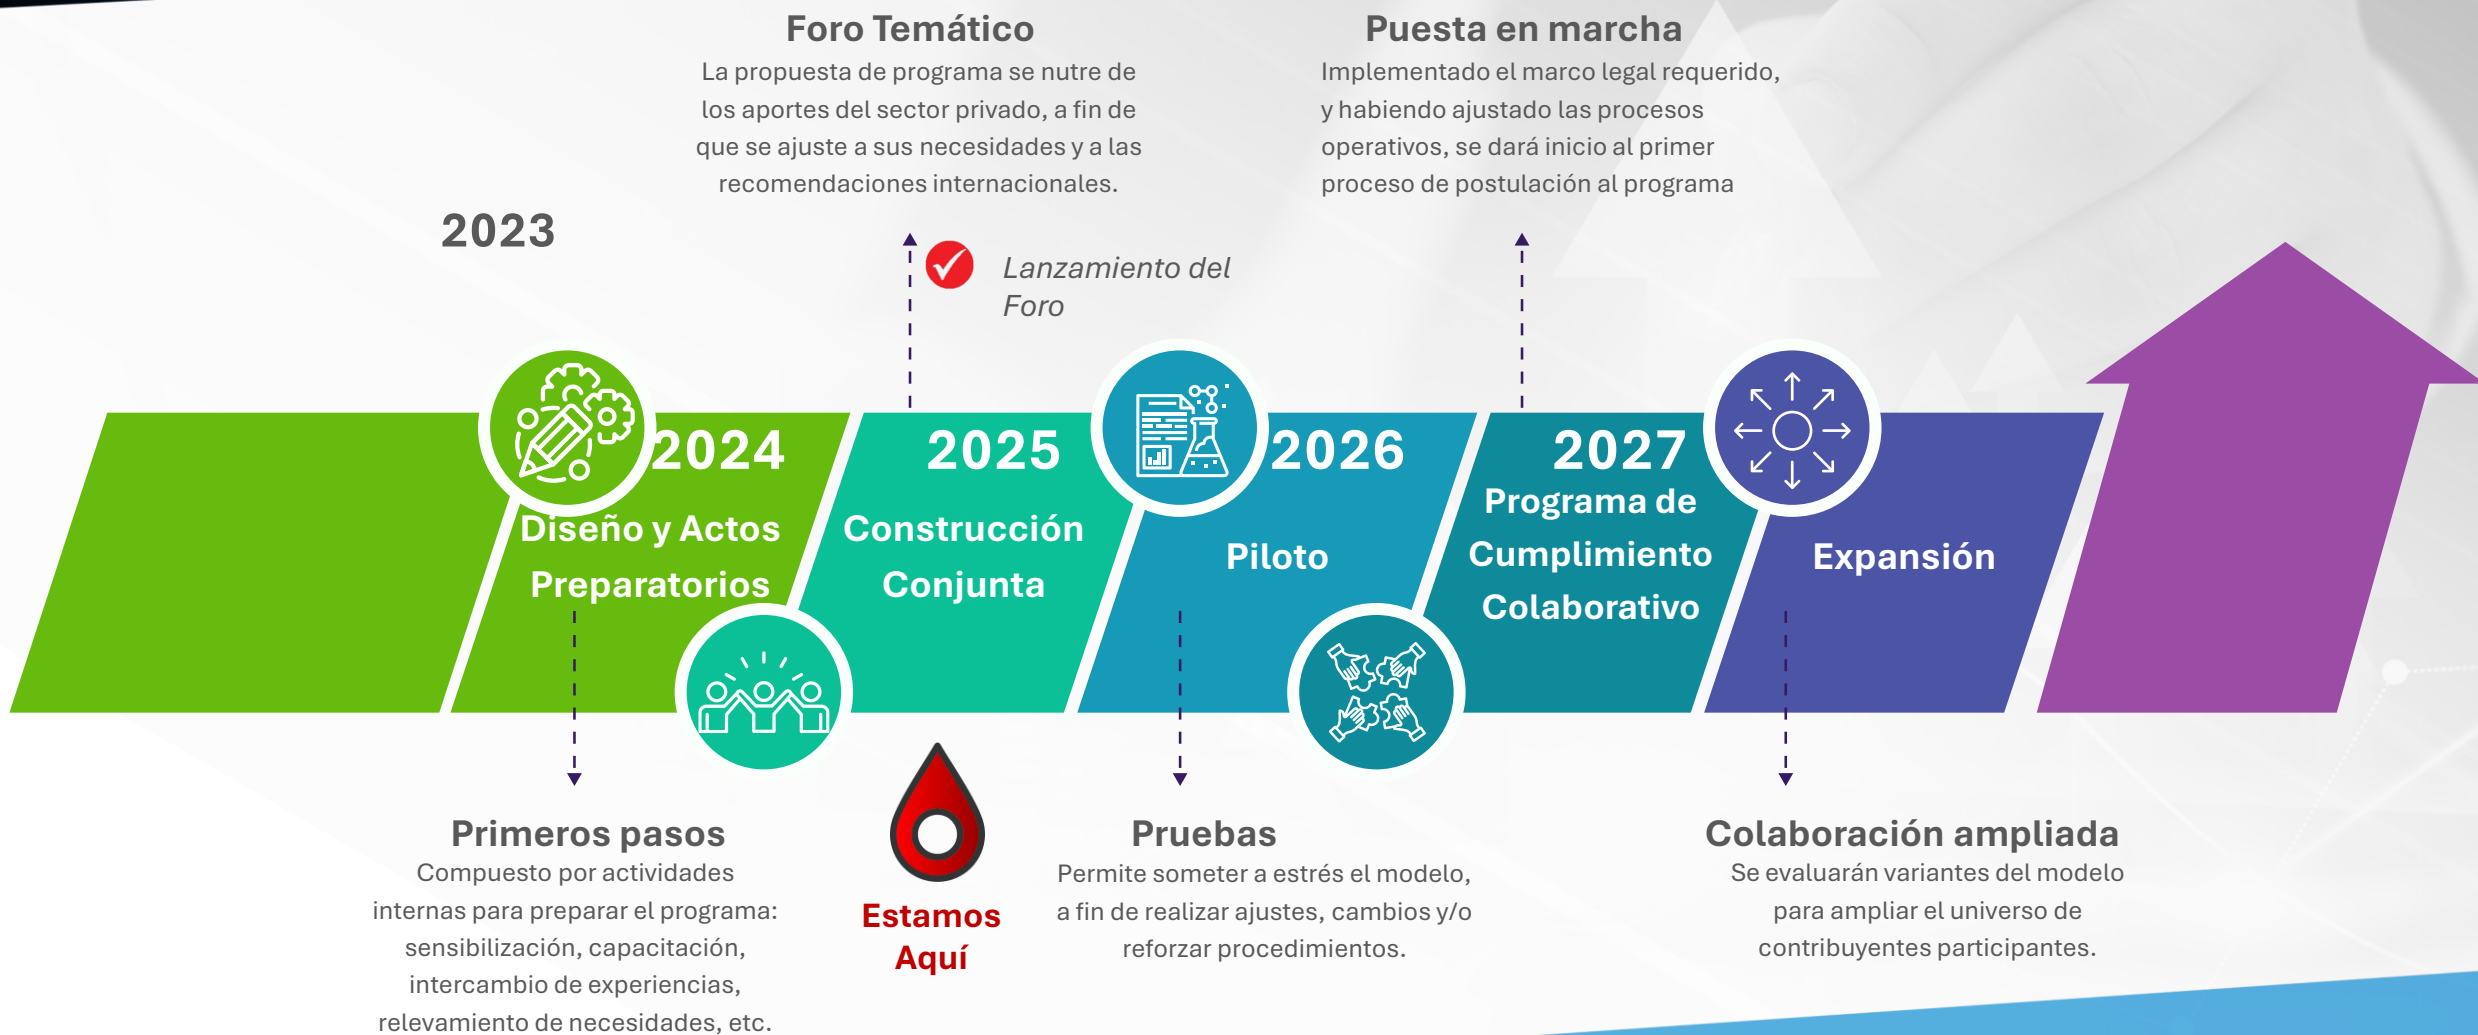 Foro Temático
La propuesta de programa se nutre de
los aportes del sector privado, a fin de
que se ajuste a sus necesidades y a las
recomendaciones internacionales.
Puesta en marcha
Implementado el marco legal requerido,
y habiendo ajustado las procesos
operativos, se dará inicio al primer
proceso de postulación al programa
2023
Lanzamiento del
Foro
2024
Diseño y Actos
Preparatorios
2025
Construcción
Conjunta
2026
Piloto
2027
Programa de
Cumplimiento
Colaborativo
Expansión
Primeros pasos
Compuesto por actividades
internas para preparar el programa:
sensibilización, capacitación,
intercambio de experiencias,
relevamiento de necesidades, etc.
Estamos
Aquí
Pruebas
Permite someter a estrés el modelo,
a fin de realizar ajustes, cambios y/o
reforzar procedimientos.
Colaboración ampliada
Se evaluarán variantes del modelo
para ampliar el universo de
contribuyentes participantes.